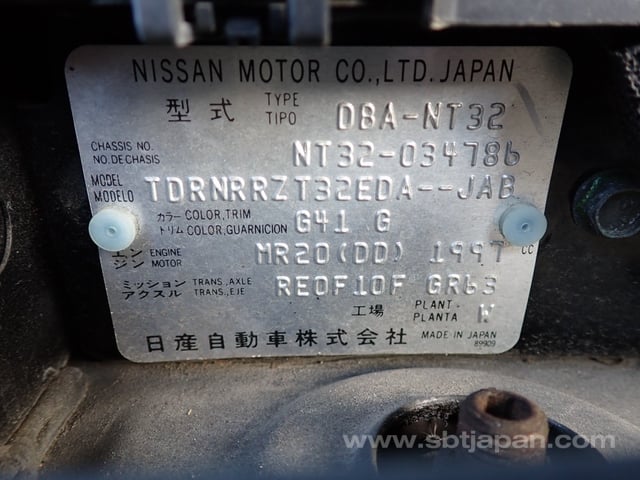 NISSAN MOTOR CO.,LTD. JAPAN
型式 TYPE TIPO DBA-NT32
CHASSIS NO. NO.DE CHASIS NT32-034786
MODEL MODELO TDRNRRZT32EDA--JAB
カラー COLOR,TRIM G41 G
トリム COLOR,GUARNICION
エンジン ENGINE MOTOR MR20(DD) 1997 CC
ミッション TRANS.,AXLE RE0F10F GR63
アクスル TRANS.,EJE
工場 PLANT PLANTA W
日産自動車株式会社 MADE IN JAPAN
89909
www.sbtjapan.com